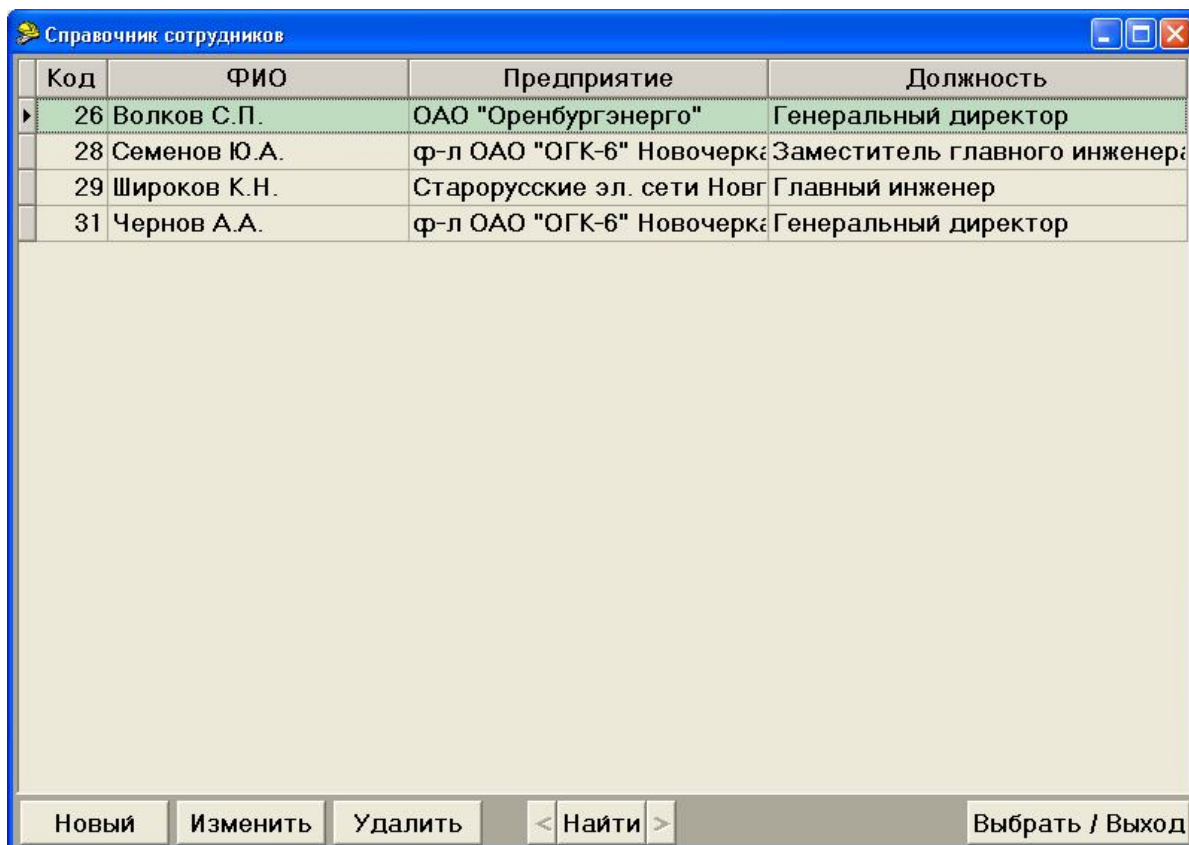 Справочник сотрудников
Код ФИО Предприятие Должность
26 Волков С.П. ОАО "Оренбургэнерго" Генеральный директор
28 Семенов Ю.А. ф-л ОАО "ОГК-6" Новочерка Заместитель главного инженера
29 Широков К.Н. Старорусские эл. сети Новг Главный инженер
31 Чернов А.А. ф-л ОАО "ОГК-6" Новочерка Генеральный директор
Новый Изменить Удалить < Найти > Выбрать / Выход